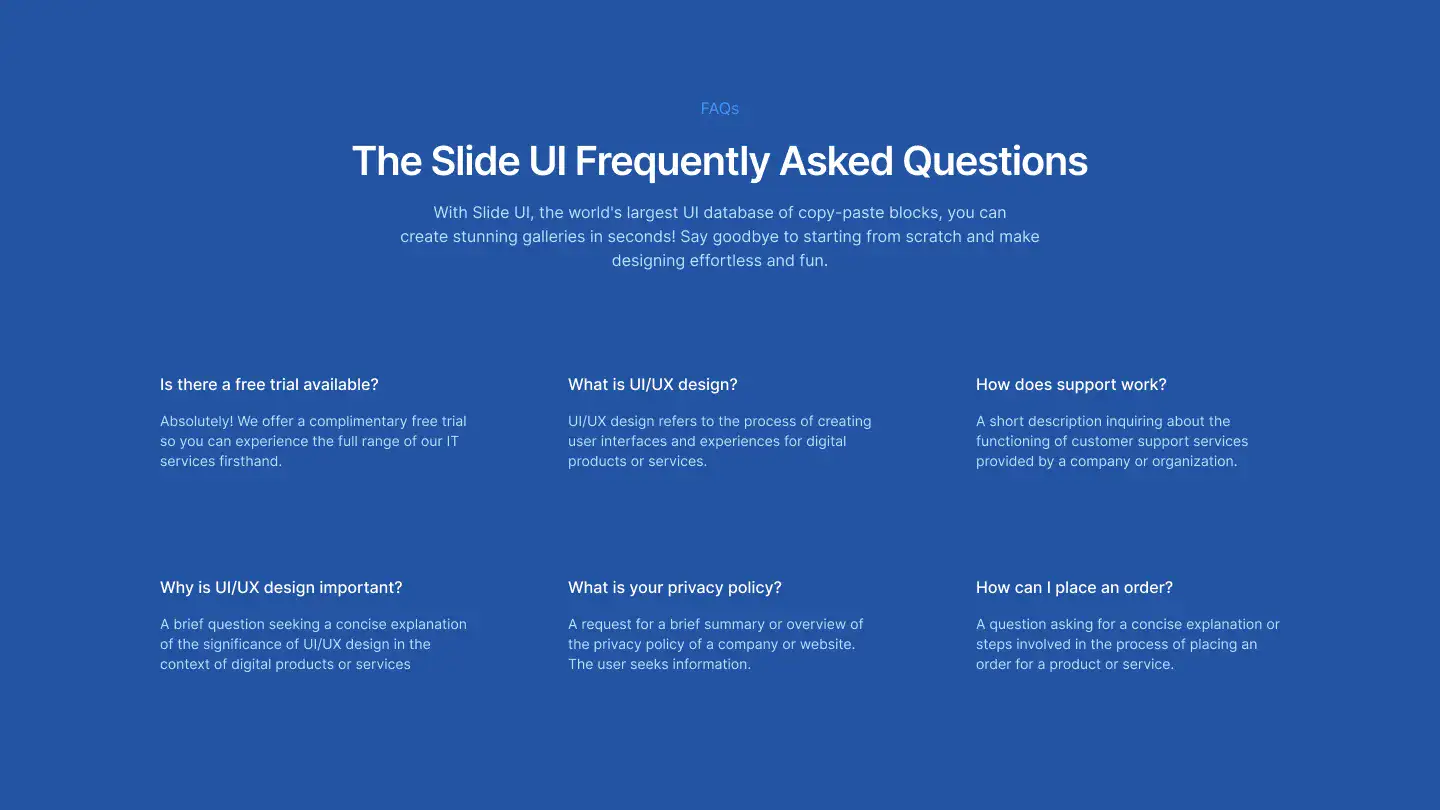 FAQs
The Slide UI Frequently Asked Questions
With Slide UI, the world's largest UI database of copy-paste blocks, you can
create stunning galleries in seconds! Say goodbye to starting from scratch and make
designing effortless and fun.
Is there a free trial available?
Absolutely! We offer a complimentary free trial
so you can experience the full range of our IT
services firsthand.
What is UI/UX design?
UI/UX design refers to the process of creating
user interfaces and experiences for digital
products or services.
How does support work?
A short description inquiring about the
functioning of customer support services
provided by a company or organization.
Why is UI/UX design important?
A brief question seeking a concise explanation
of the significance of UI/UX design in the
context of digital products or services
What is your privacy policy?
A request for a brief summary or overview of
the privacy policy of a company or website.
The user seeks information.
How can I place an order?
A question asking for a concise explanation or
steps involved in the process of placing an
order for a product or service.